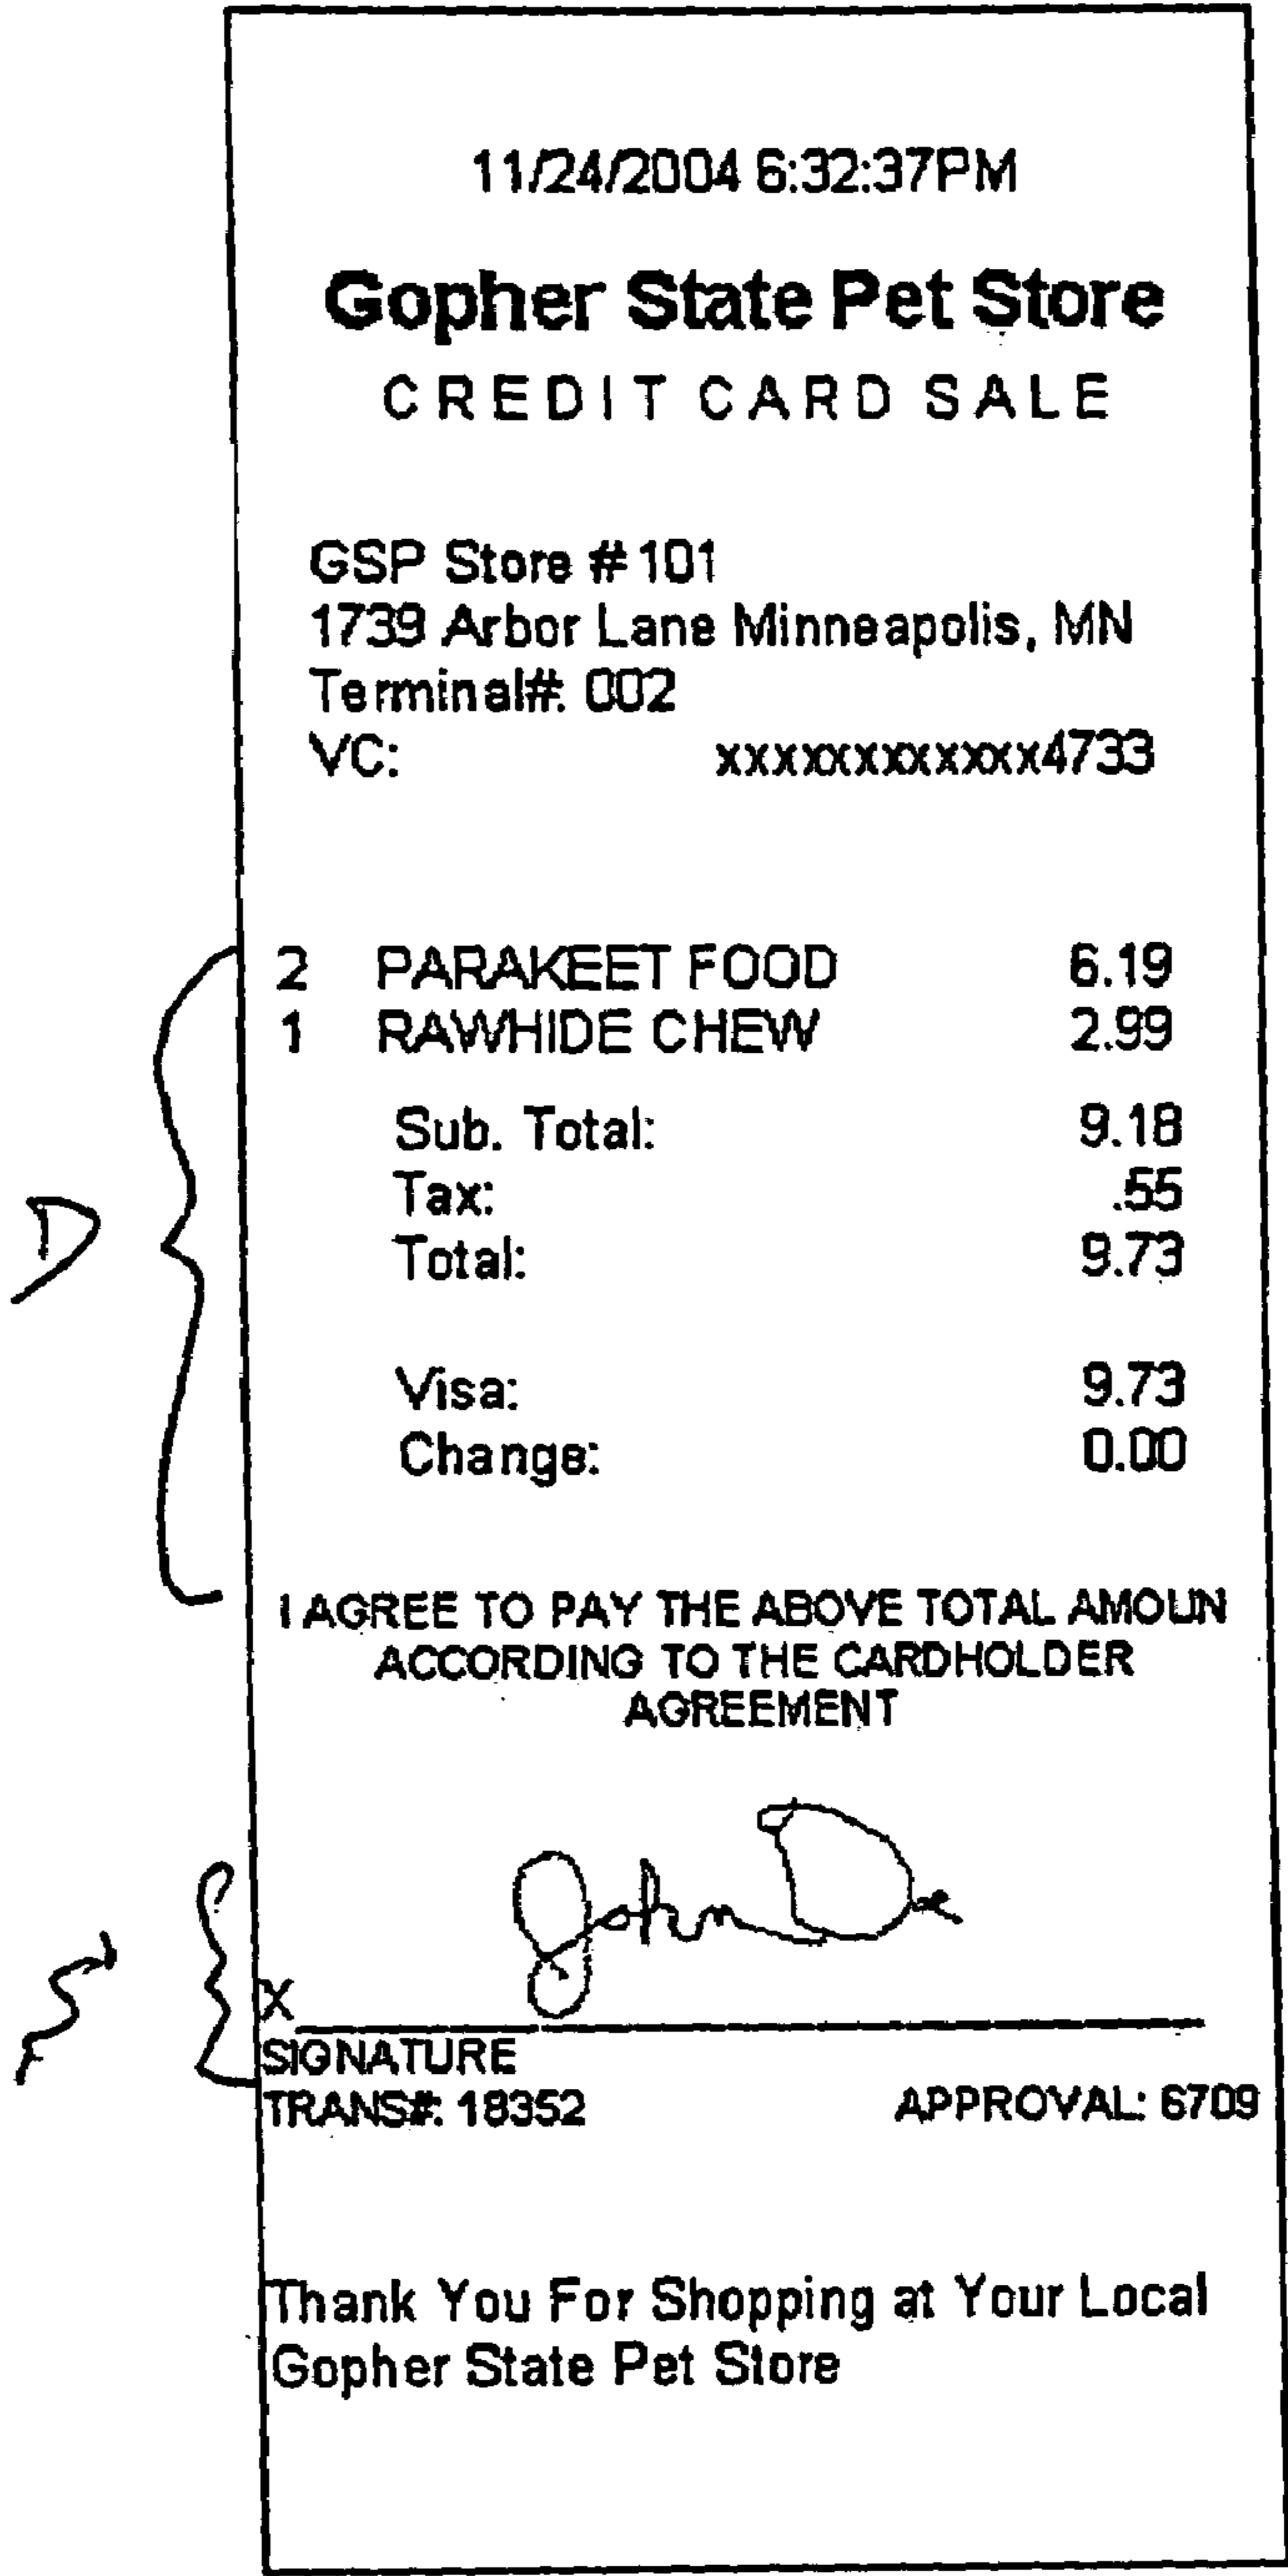 11/24/2004 6:32:37PM
Gopher State Pet Store
CREDIT CARD SALE
GSP Store #101
1739 Arbor Lane Minneapolis, MN
Terminal#: 002
VC: xxxxxxxxxxxx4733
2 PARAKEET FOOD 6.19
1 RAWHIDE CHEW 2.99
Sub. Total: 9.18
Tax: .55
D
Total: 9.73
Visa: 9.73
Change: 0.00
I AGREE TO PAY THE ABOVE TOTAL AMOUN
ACCORDING TO THE CARDHOLDER
AGREEMENT
John
X
SIGNATURE
TRANS#: 18352 APPROVAL: 6709
Thank You For Shopping at Your Local
Gopher State Pet Store